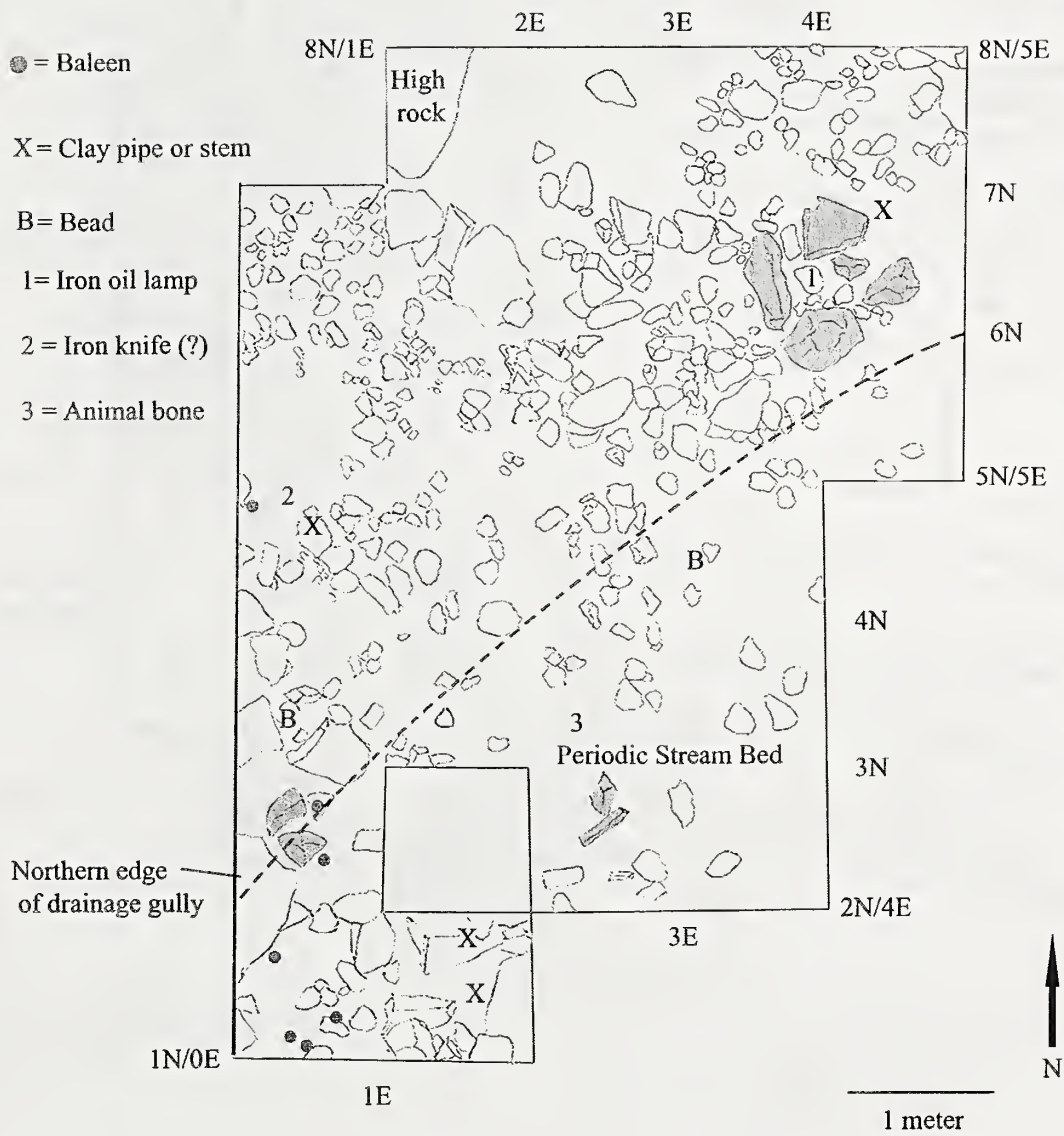 2E 3E 4E
8N/1E 8N/5E
= Baleen
High
rock
X = Clay pipe or stem
7N
X
B = Bead
1 = Iron oil lamp
1
2 = Iron knife (?)
6N
3 = Animal bone
5N/5E
2
X
B
4N
B
3
Periodic Stream Bed
3N
Northern edge
of drainage gully
2N/4E
X
3E
X
1N/0E
1E
N
1 meter